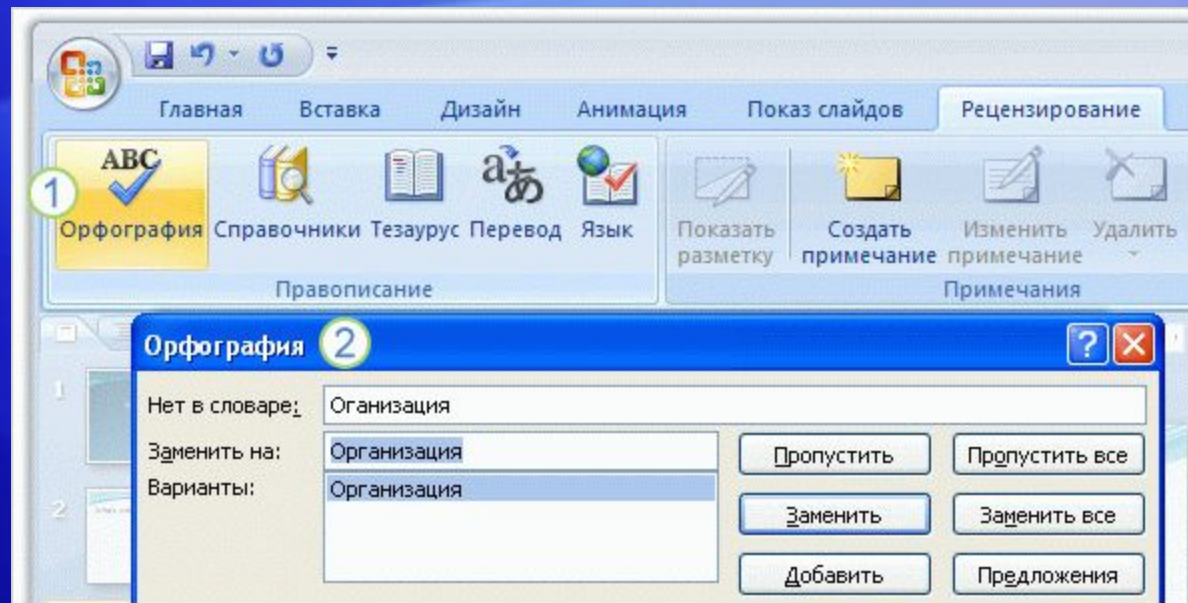 Главная Вставка Дизайн Анимация Показ слайдов Рецензирование
ABC
1
Орфография Справочники Тезаурус Перевод Язык Показать разметку Создать примечание Изменить примечание Удалить
Правописание Примечания
Орфография 2
Нет в словаре: Оганизация
Заменить на: Организация Пропустить Пропустить все
Варианты: Организация
Заменить Заменить все
Добавить Предложения
1
2